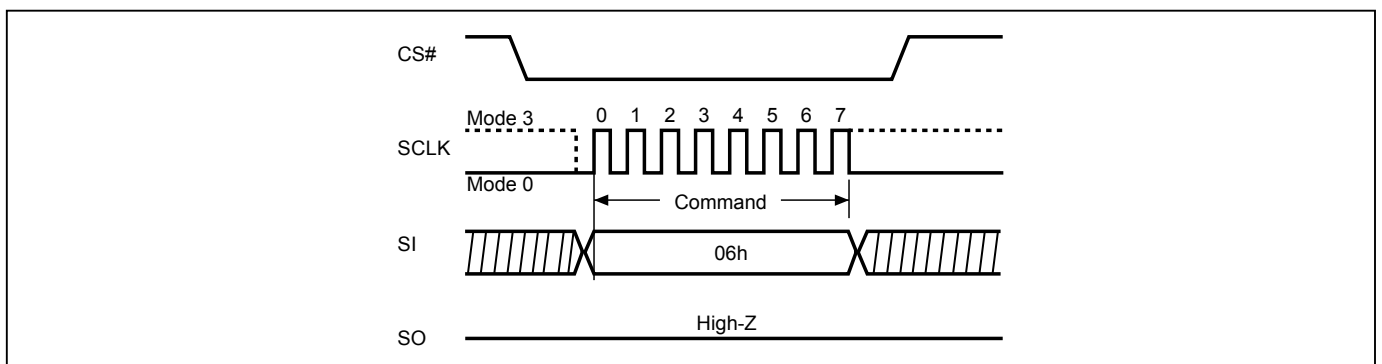 CS#
Mode 3
0 1 2 3 4 5 6 7
SCLK
Mode 0
Command
SI
06h
High-Z
SO